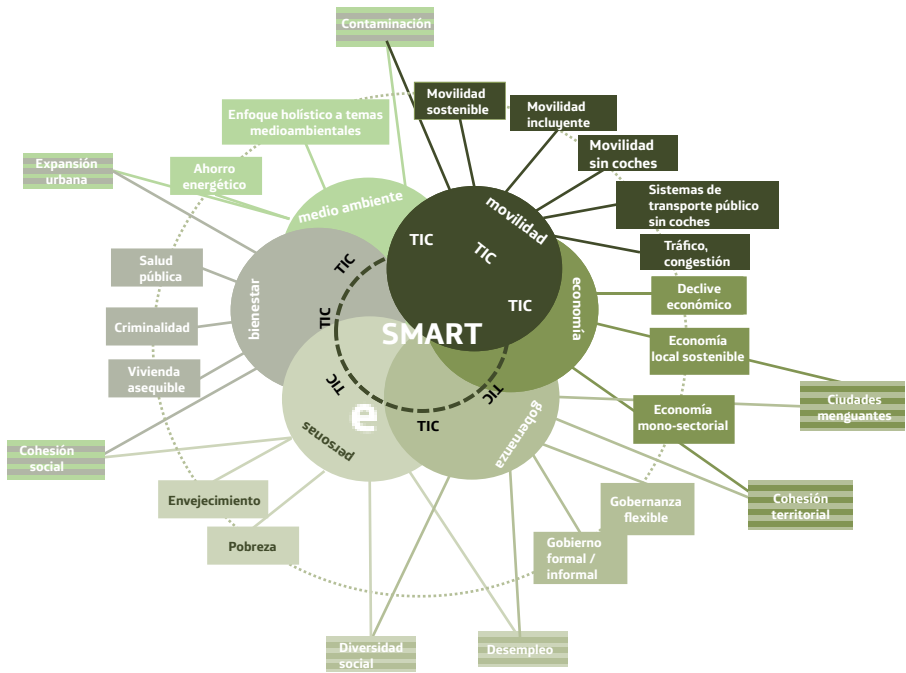 Contaminación
Movilidad
sostenible
Movilidad
incluyente
Enfoque holístico a temas
medioambientales
Movilidad
sin coches
Expansión
urbana
Ahorro
energético
Sistemas de
transporte público
sin coches
medio ambiente
movilidad
TIC
TIC
TIC
Tráfico,
congestión
Salud
pública
Declive
económico
bienestar
TIC
TIC
economía
Criminalidad
SMART
Economía
local sostenible
Vivienda
asequible
TIC
TIC
Ciudades
menguantes
e
TIC
Economía
mono-sectorial
personas
gobernanza
Cohesión
social
Envejecimiento
Gobernanza
flexible
Cohesión
territorial
Pobreza
Gobierno
formal /
informal
Diversidad
social
Desempleo